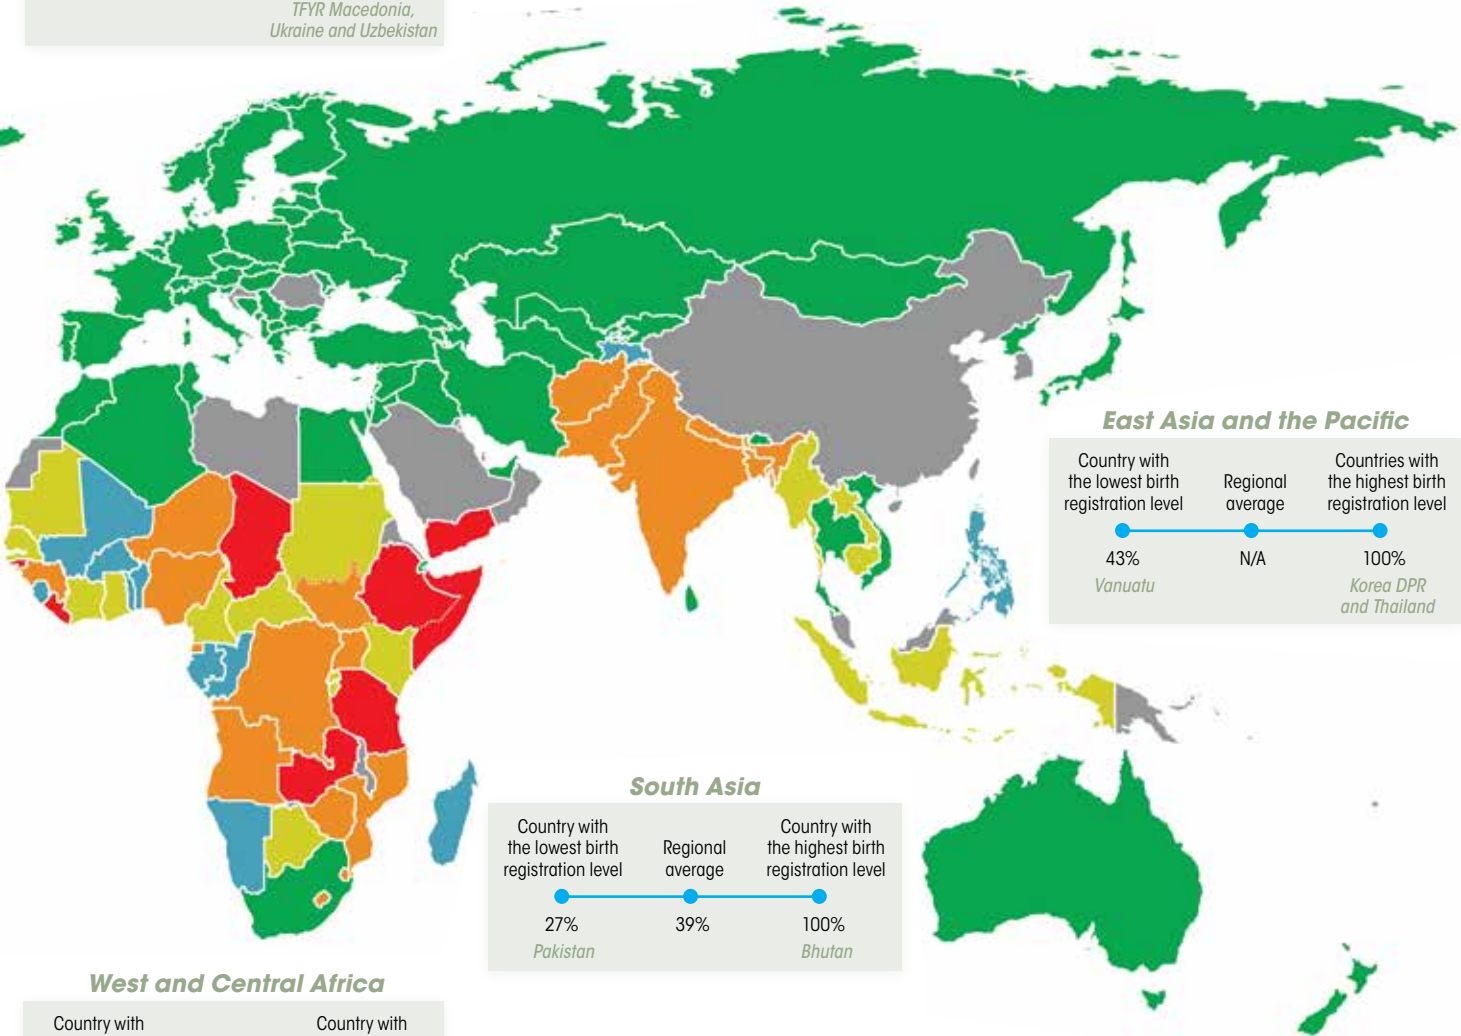 TFYR Macedonia,
Ukraine and Uzbekistan
East Asia and the Pacific
Country with
the lowest birth
registration level
Regional
average
Countries with
the highest birth
registration level
43%
N/A
100%
Vanuatu
Korea DPR
and Thailand
South Asia
Country with
the lowest birth
registration level
Regional
average
Country with
the highest birth
registration level
27%
39%
100%
Pakistan
Bhutan
West and Central Africa
Country with
Country with